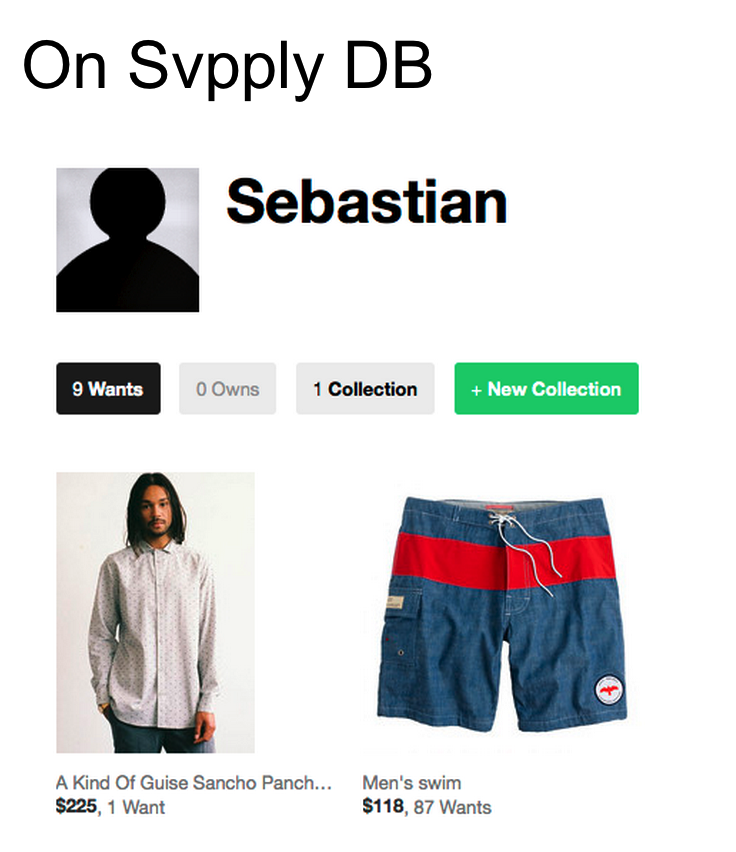 On Svpply DB
Sebastian
9 Wants
0 Owns
1 Collection
+ New Collection
A Kind Of Guise Sancho Panch...
$225, 1 Want
Men's swim
$118, 87 Wants